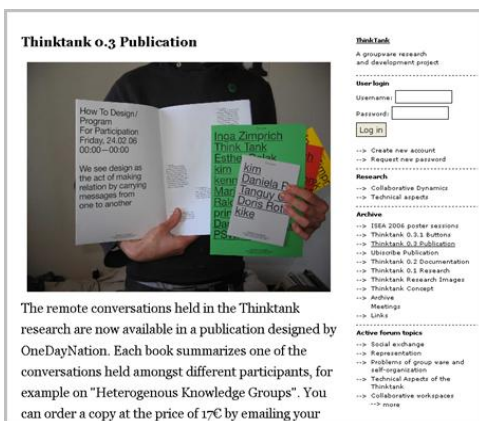 Thinktank 0.3 Publication
How To Design/
Program
For Participation
Friday, 24.02 06
00:00—00:00
We see design as
the act of making
relation by carrying
messages from
one to another
Inga Zimprich
Think Tank
Esther
kim
kim
Daniela
Tanguy
Doris
kike
The remote conversations held in the Thinktank
research are now available in a publication designed by
OneDayNation. Each book summarizes one of the
conversations held amongst different participants, for
example on "Heterogenous Knowledge Groups". You
can order a copy at the price of 17€ by emailing your
ThinkTank
A groupware research
and development project
User login
Username:
Password:
Log in
--> Create new account
--> Request new password
Research
--> Collaborative Dynamics
--> Technical aspects
Archive
--> ISEA 2006 poster sessions
--> Thinktank 0.3.1 Buttons
--> Thinktank 0.3 Publication
--> Ubiscribe Publication
--> Thinktank 0.2 Documentation
--> Thinktank 0.1 Research
--> Thinktank Research Images
--> Thinktank Concept
--> Archive
Meetings
--> Links
Active forum topics
--> Social exchange
--> Representation
--> Problems of group ware and
self-organization
--> Technical Aspects of the
Thinktank
--> Collaborative workspaces
--> more